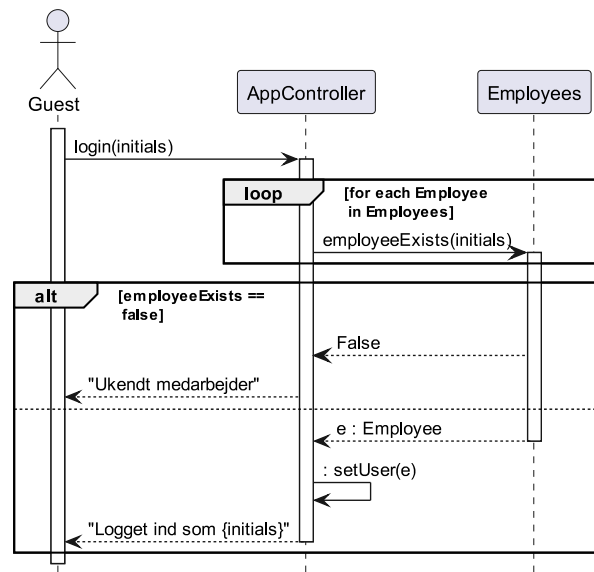 Guest
AppController
Employees
login(initials)
loop
[for each Employee
in Employees]
employeeExists(initials)
alt
[employeeExists ==
false]
False
"Ukendt medarbejder"
e : Employee
: setUser(e)
"Logget ind som {initials}"